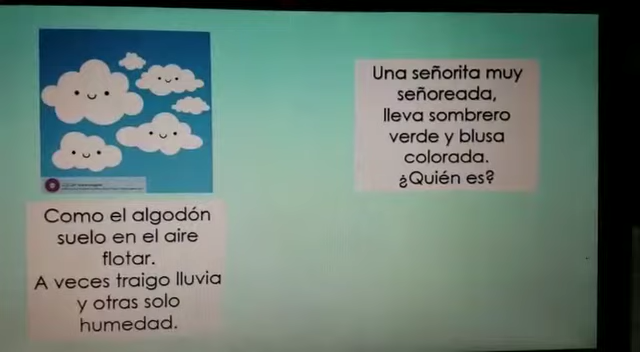 Como el algodón
suelo en el aire
flotar.
A veces traigo lluvia
y otras solo
humedad.
Una señorita muy
señoreada,
lleva sombrero
verde y blusa
colorada.
¿Quién es?